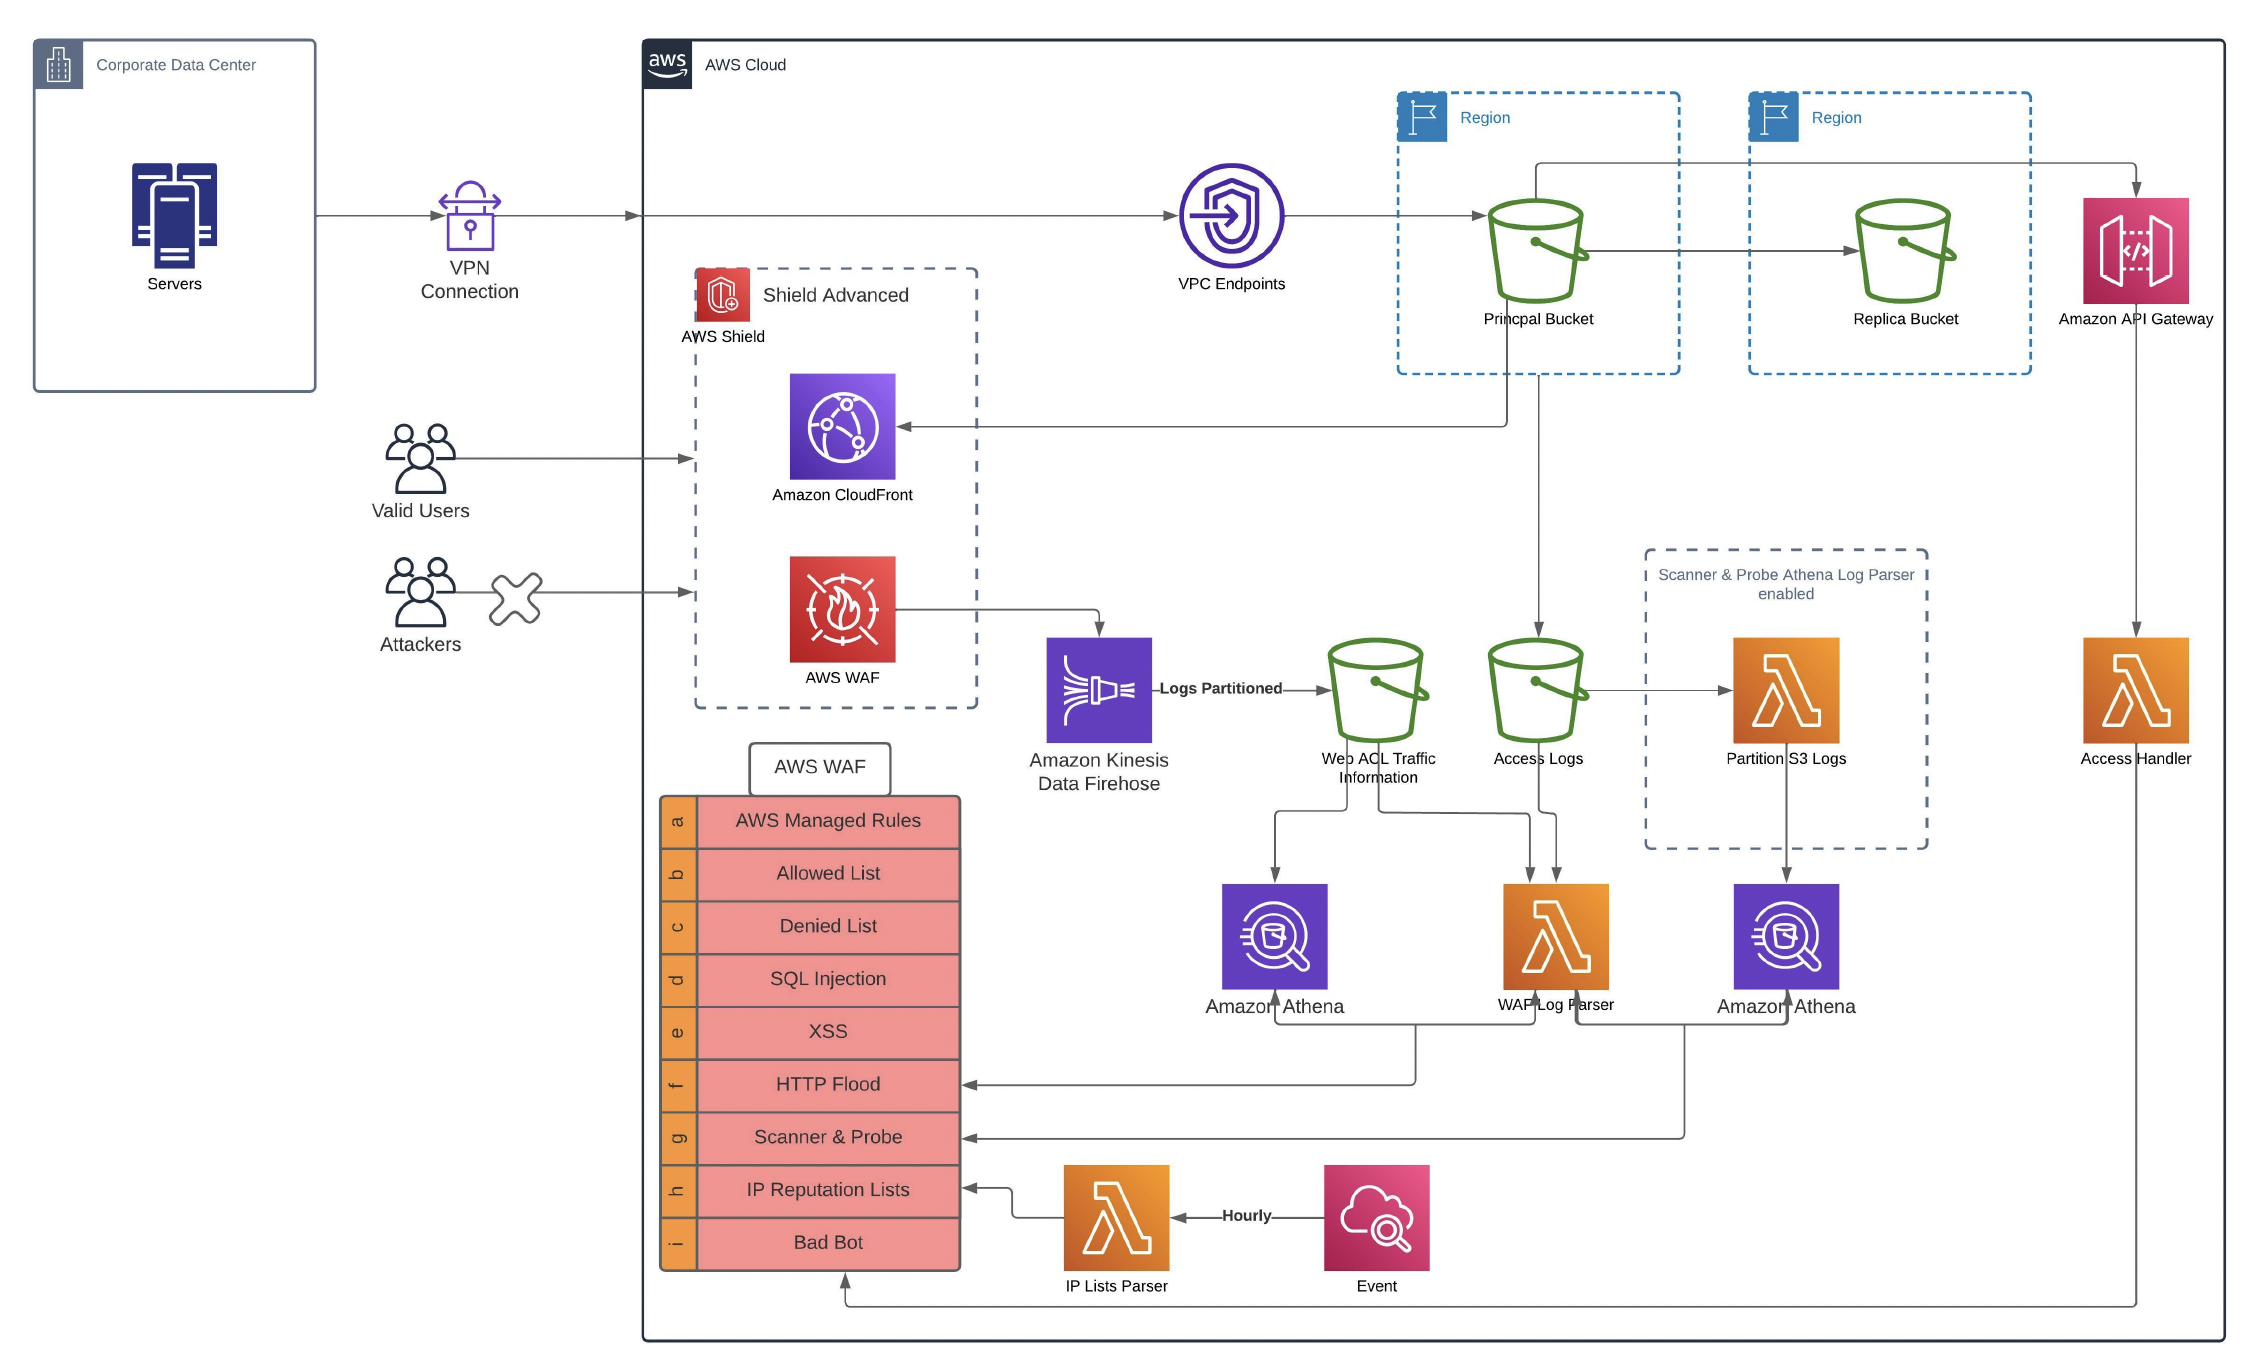 Corporate Data Center
aws
AWS Cloud
Region
Region
Servers
VPN
Connection
VPC Endpoints
Princpal Bucket
Replica Bucket
Amazon API Gateway
Shield Advanced
AWS Shield
Amazon CloudFront
Valid Users
Attackers
AWS WAF
Scanner & Probe Athena Log Parser
enabled
Logs Partitioned
Amazon Kinesis
Data Firehose
Web ACL Traffic
Information
Access Logs
Partition S3 Logs
Access Handler
AWS WAF
a AWS Managed Rules
b Allowed List
c Denied List
d SQL Injection
e XSS
f HTTP Flood
g Scanner & Probe
h IP Reputation Lists
i Bad Bot
Amazon Athena
WAF Log Parser
Amazon Athena
Hourly
IP Lists Parser
Event